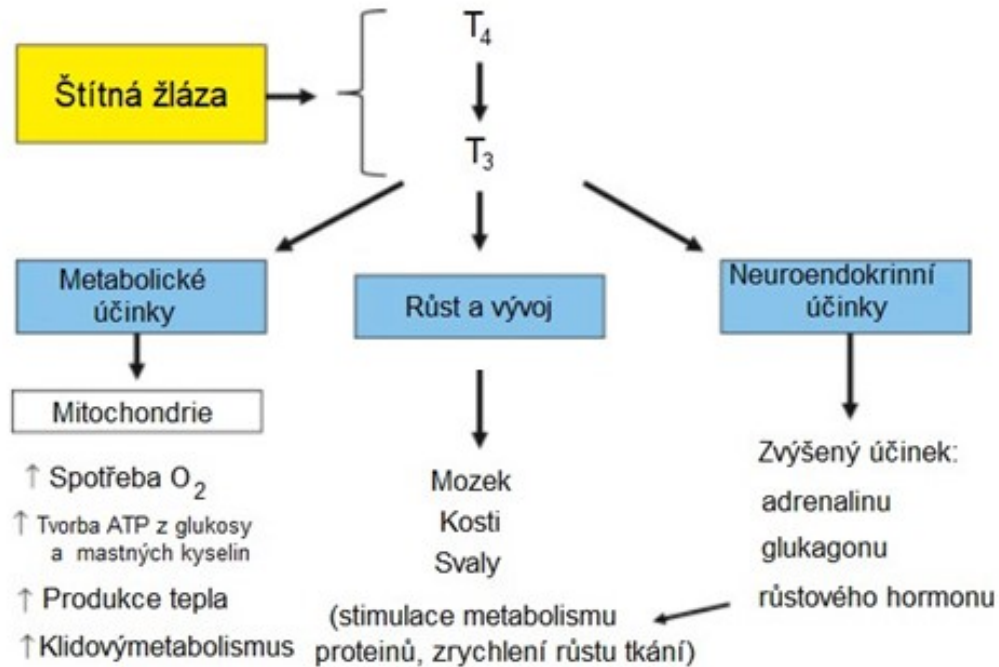 Štítná žláza
T4
T3
Metabolické
účinky
Mitochondrie
↑ Spotřeba O2
↑ Tvorba ATP z glukosy
a mastných kyselin
↑ Produkce tepla
↑ Klidovýmetabolismus
Růst a vývoj
Mozek
Kosti
Svaly
(stimulace metabolismu
proteinů, zrychlení růstu tkání)
Neuroendokrinní
účinky
Zvýšený účinek:
adrenalinu
glukagonu
růstového hormonu